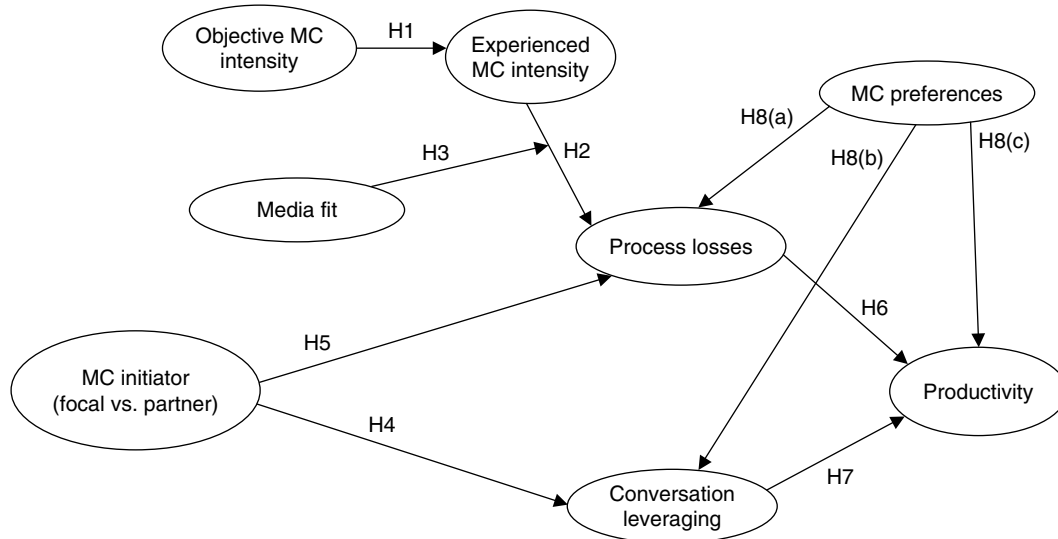 Objective MC
intensity
H1
Experienced
MC intensity
MC preferences
H8(a)
H8(b)
H8(c)
H3
H2
Media fit
Process losses
H6
H5
MC initiator
(focal vs. partner)
Productivity
H4
H7
Conversation
leveraging